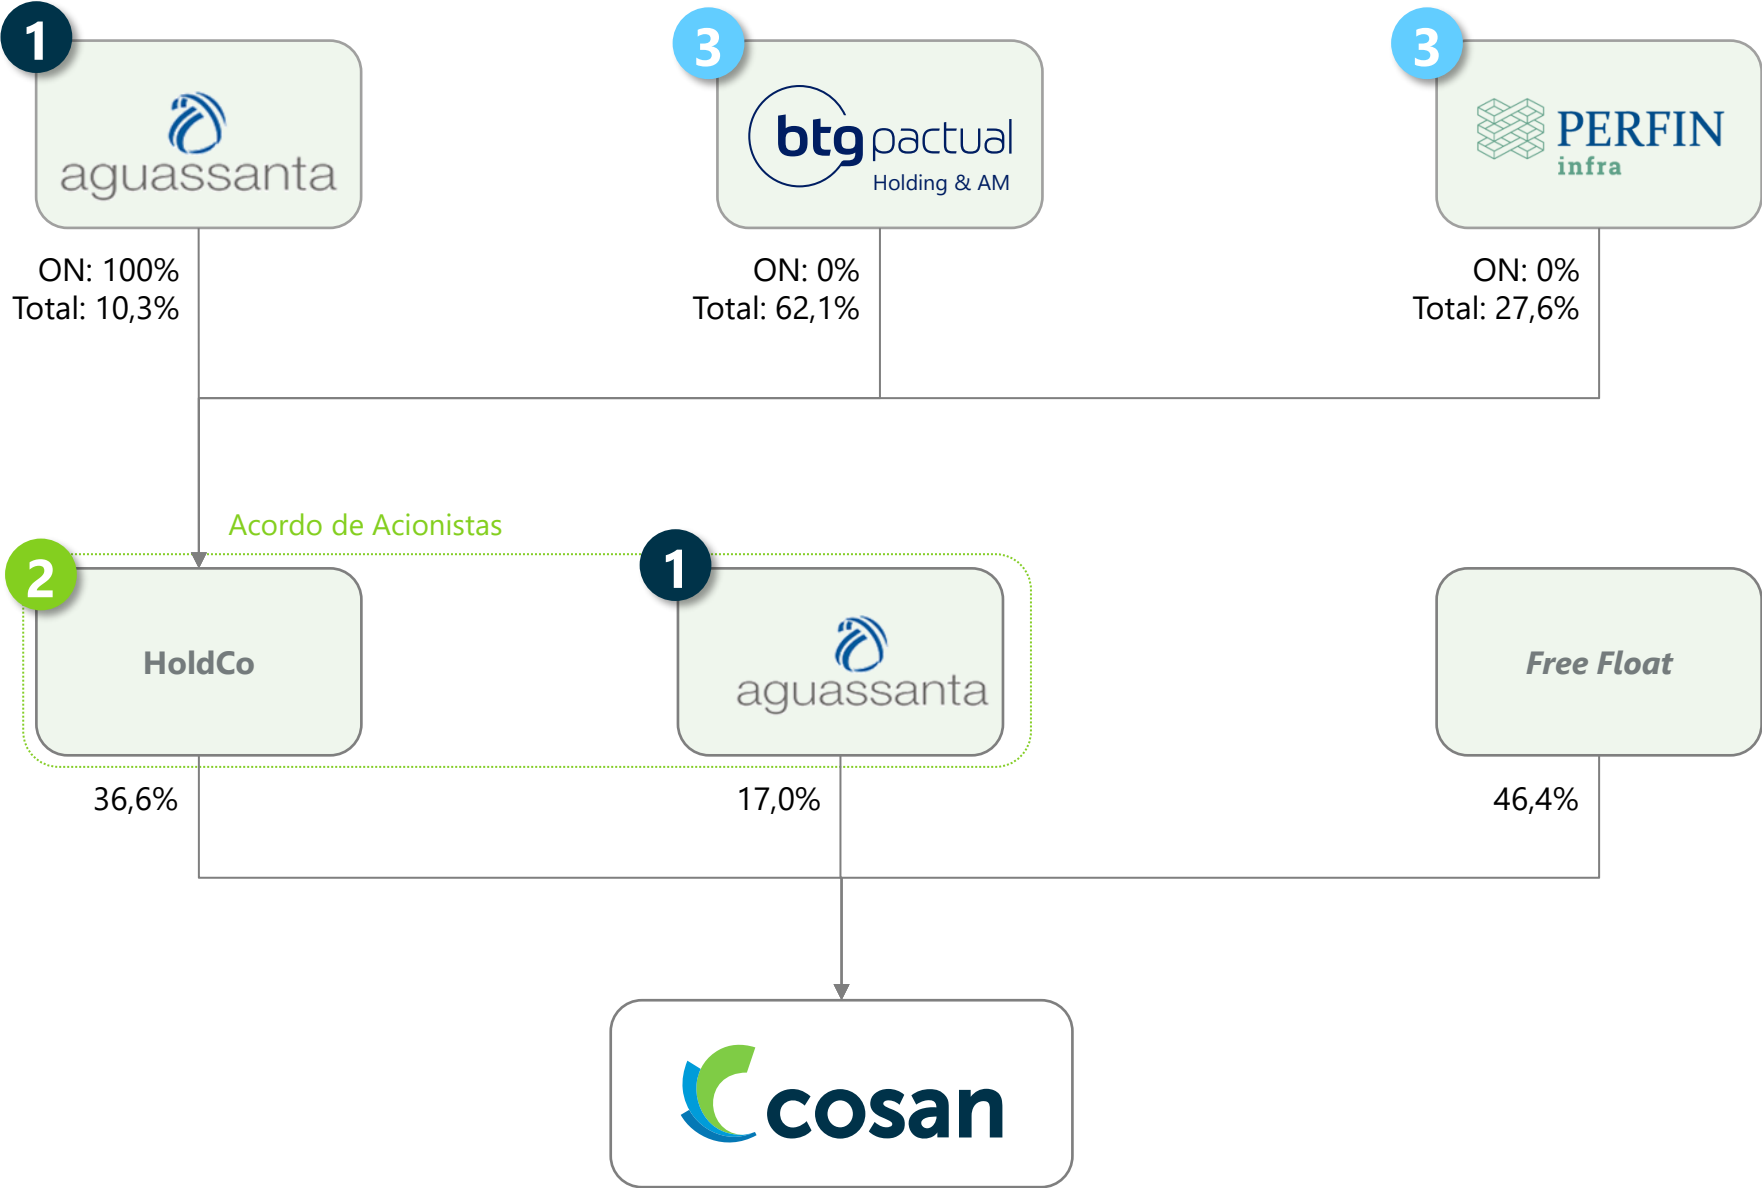 1
3
3
aguassanta
btg pactual
Holding & AM
PERFIN
infra
ON: 100%
Total: 10,3%
ON: 0%
Total: 62,1%
ON: 0%
Total: 27,6%
Acordo de Acionistas
2
1
HoldCo
aguassanta
Free Float
36,6%
17,0%
46,4%
cosan